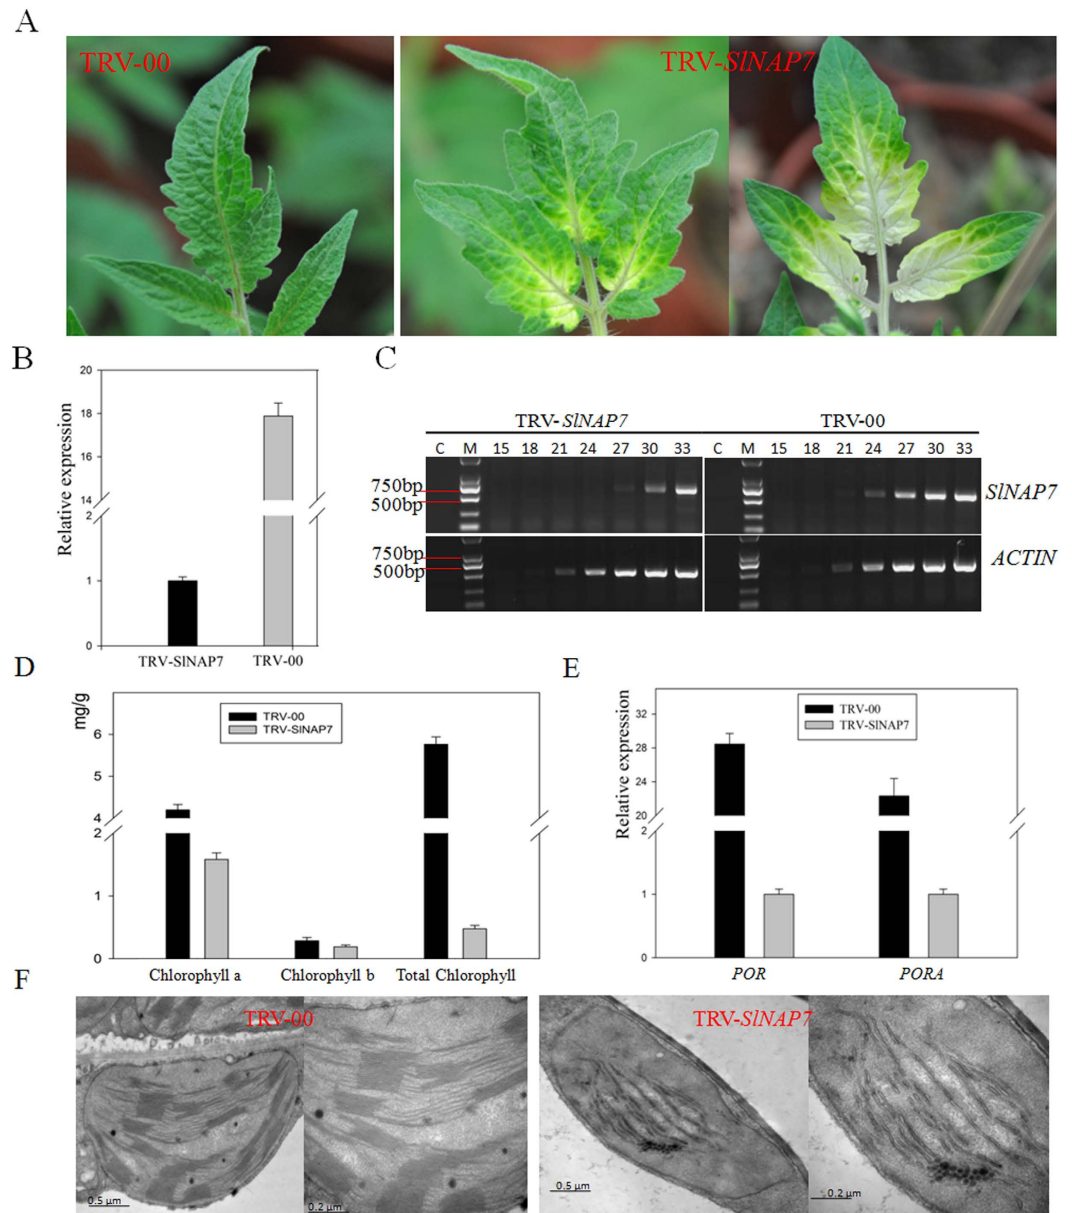 A
TRV-00
TRV-SlNAP7
B
Relative expression
20
18
16
14
2
1
0
TRV-SlNAP7
TRV-00
C
TRV-SlNAP7
TRV-00
C M 15 18 21 24 27 30 33
C M 15 18 21 24 27 30 33
750bp
500bp
SlNAP7
750bp
500bp
ACTIN
D
mg/g
6
5
4
2
1
0
TRV-00
TRV-SlNAP7
Chlorophyll a
Chlorophyll b
Total Chlorophyll
E
Relative expression
32
28
24
20
2
1
0
TRV-00
TRV-SlNAP7
POR
PORA
F
TRV-00
TRV-SlNAP7
0.5 μm
0.2 μm
0.5 μm
0.2 μm